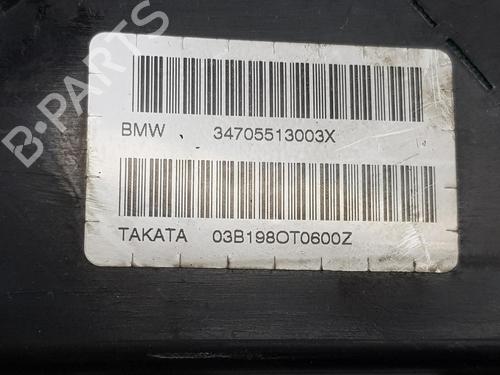 B-PARTS
BMW 34705513003X
TAKATA 03B198OT0600Z